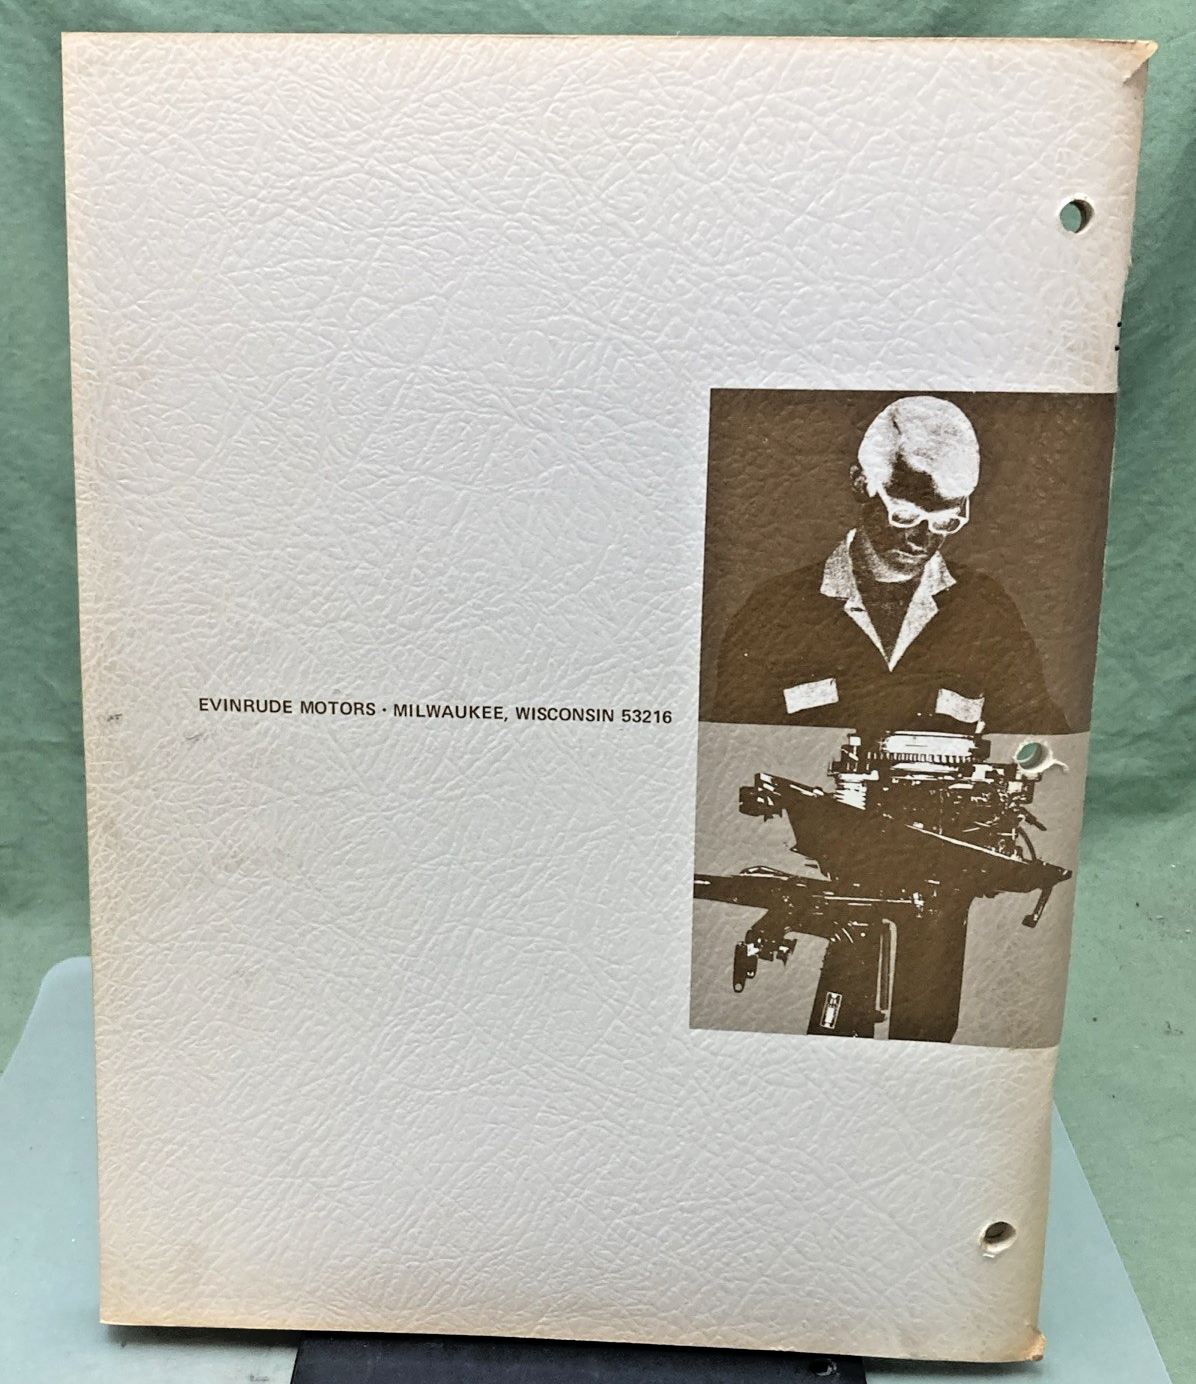 EVINRUDE MOTORS · MILWAUKEE, WISCONSIN 53216